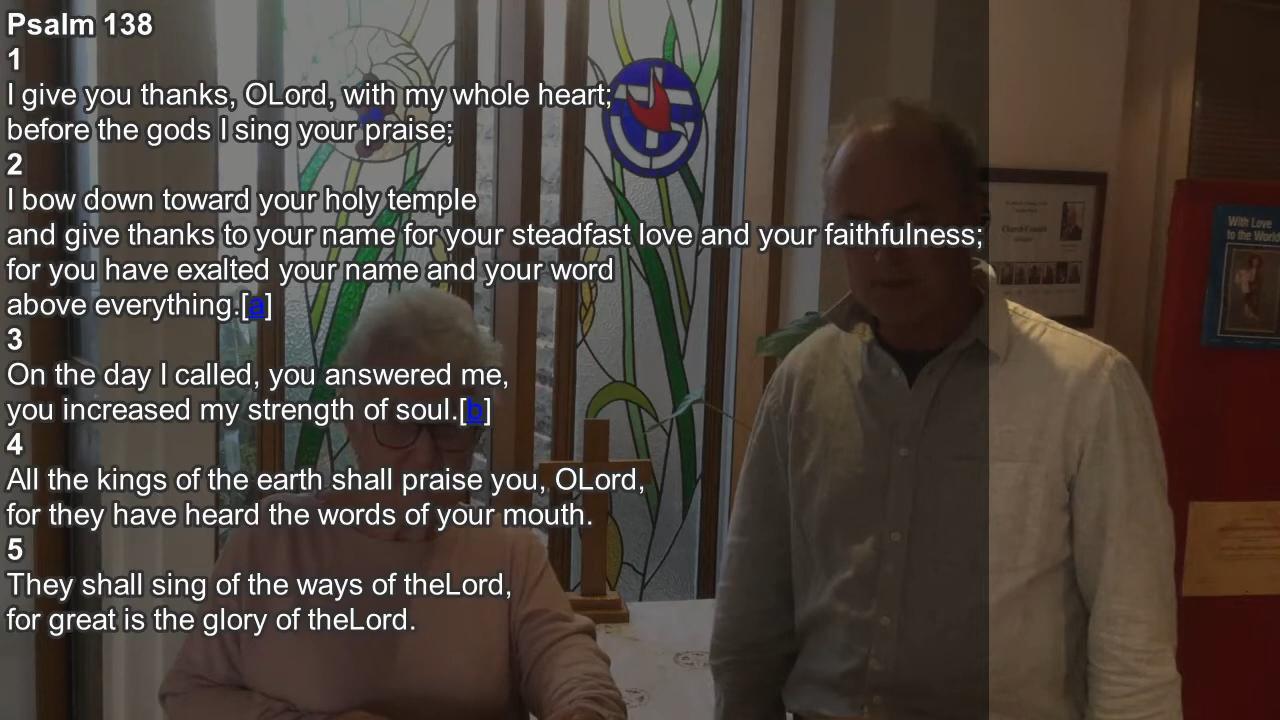 Psalm 138
1
I give you thanks, OLord, with my whole heart;
before the gods I sing your praise;
2
I bow down toward your holy temple
and give thanks to your name for your steadfast love and your faithfulness;
for you have exalted your name and your word
above everything.[a]
3
On the day I called, you answered me,
you increased my strength of soul.[b]
4
All the kings of the earth shall praise you, OLord,
for they have heard the words of your mouth.
5
They shall sing of the ways of theLord,
for great is the glory of theLord.
With Love
to the World
Church Council